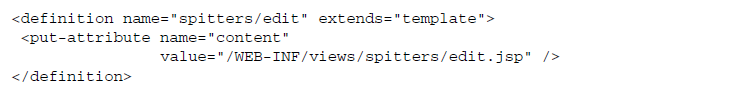 <definition name="spitters/edit" extends="template">
<put-attribute name="content"
value="/WEB-INF/views/spitters/edit.jsp" />
</definition>